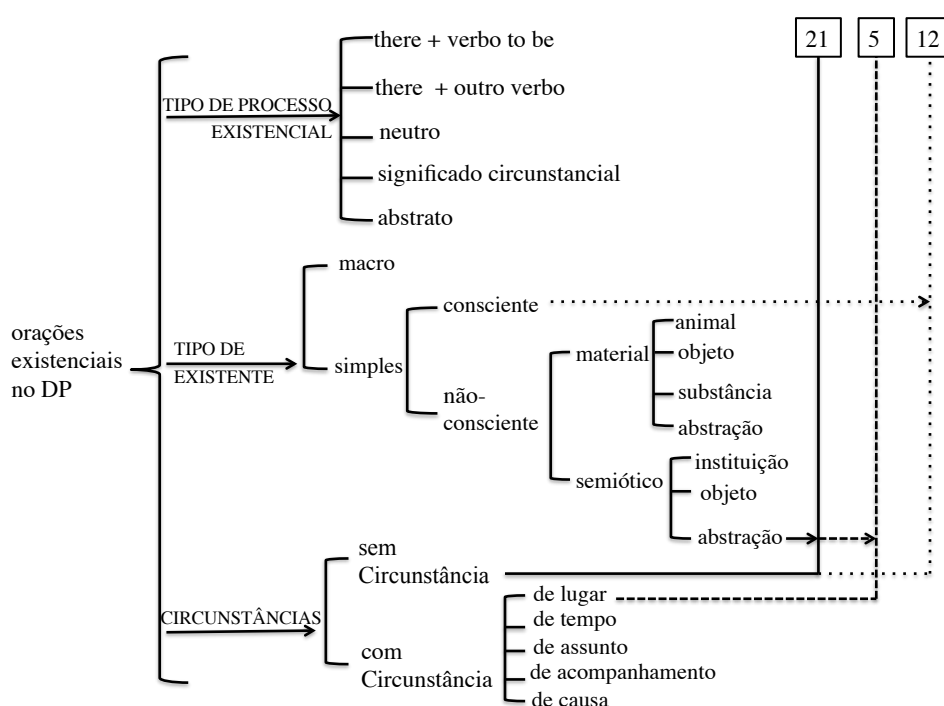 21 5 12
there + verbo to be
there + outro verbo
TIPO DE PROCESSO
EXISTENCIAL
neutro
significado circunstancial
abstrato
macro
consciente
orações
existenciais
no DP
TIPO DE
EXISTENTE
simples
não-
consciente
material
animal
objeto
substância
abstração
semiótico
instituição
objeto
abstração
sem
Circunstância
CIRCUNSTÂNCIAS
com
Circunstância
de lugar
de tempo
de assunto
de acompanhamento
de causa